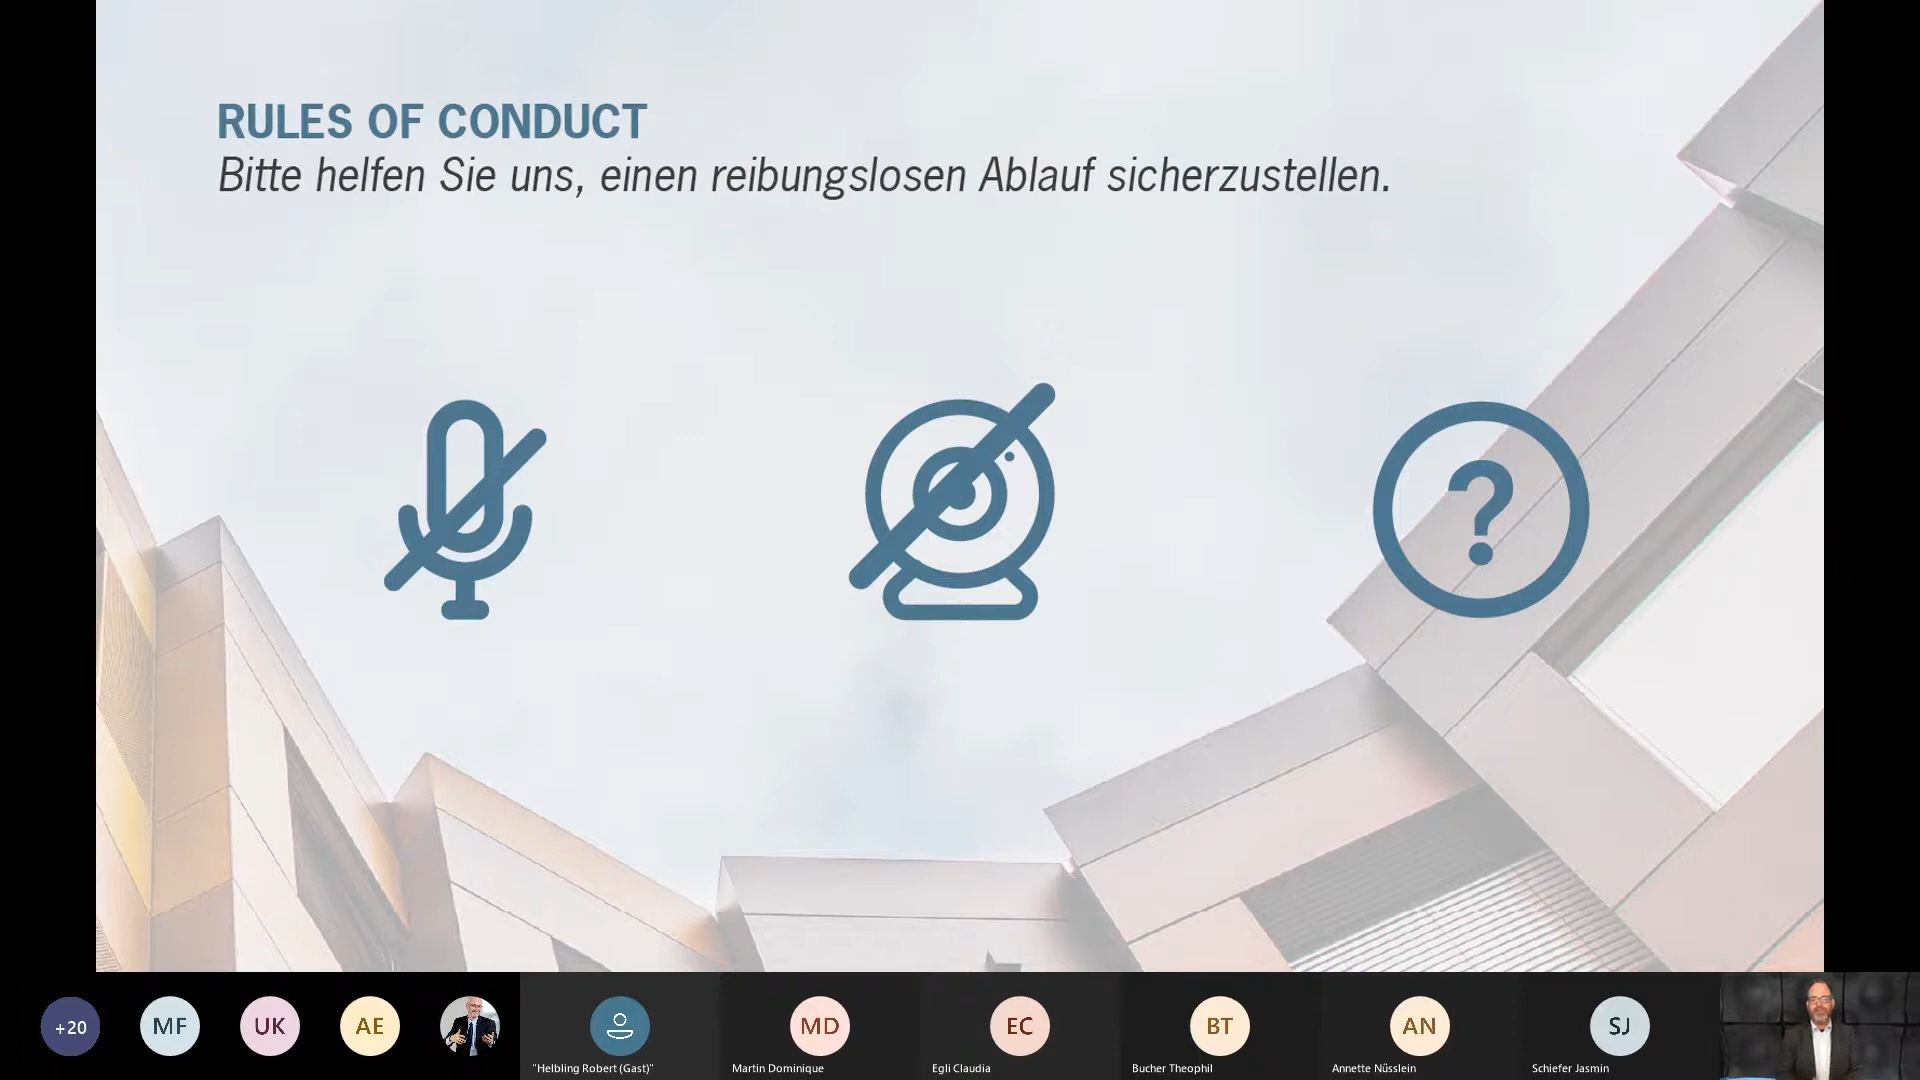 RULES OF CONDUCT
Bitte helfen Sie uns, einen reibungslosen Ablauf sicherzustellen.
?
+20
MF
UK
AE
MD
EC
BT
AN
SJ
"Helbling Robert (Gast)"
Martin Dominique
Egli Claudia
Bucher Theophil
Annette Nüsslein
Schiefer Jasmin